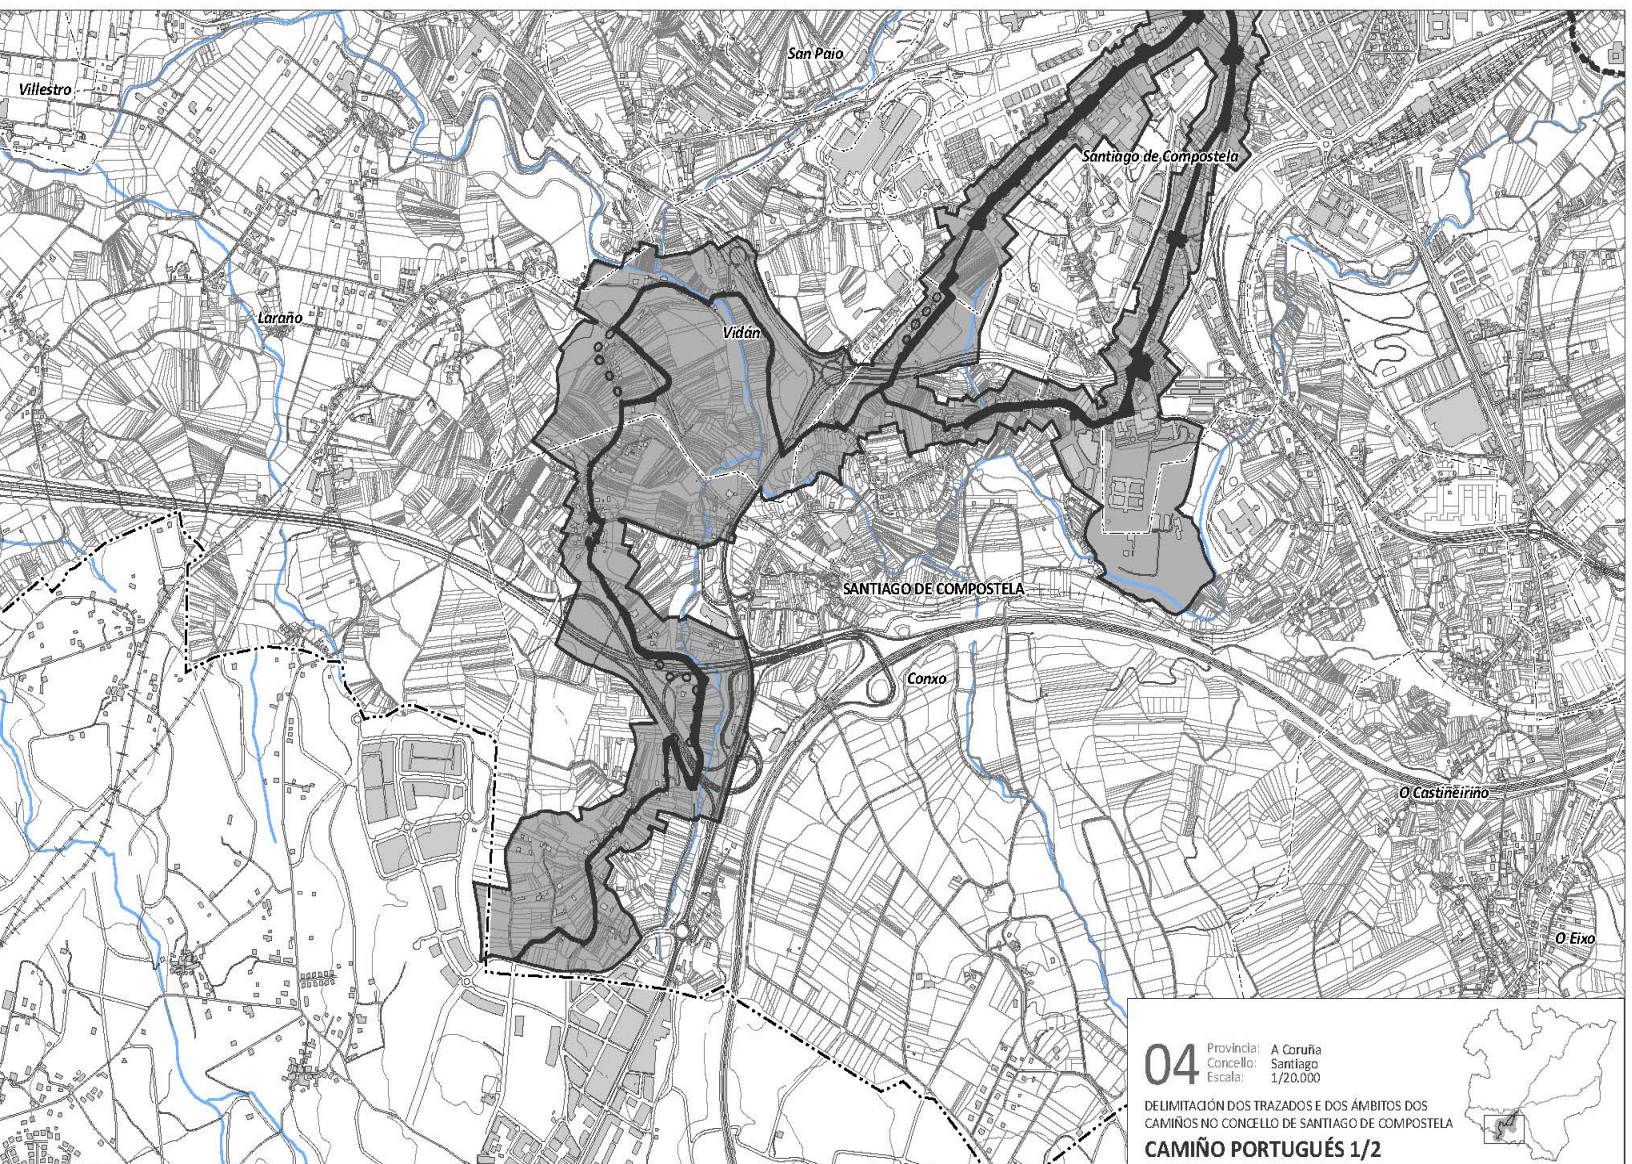 San Paio
Villestro
Santiago de Compostela
Laraño
Vidán
SANTIAGO DE COMPOSTELA
Conxo
O Castiñeiriño
O Eixo
04
Provincia: A Coruña
Concello: Santiago
Escala: 1/20.000
DELIMITACIÓN DOS TRAZADOS E DOS ÁMBITOS DOS
CAMIÑOS NO CONCELLO DE SANTIAGO DE COMPOSTELA
CAMIÑO PORTUGUÉS 1/2